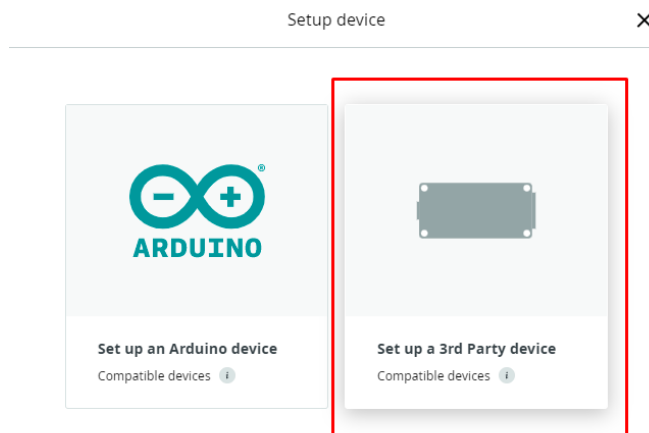 Setup device
ARDUINO
Set up an Arduino device
Compatible devices i
Set up a 3rd Party device
Compatible devices i